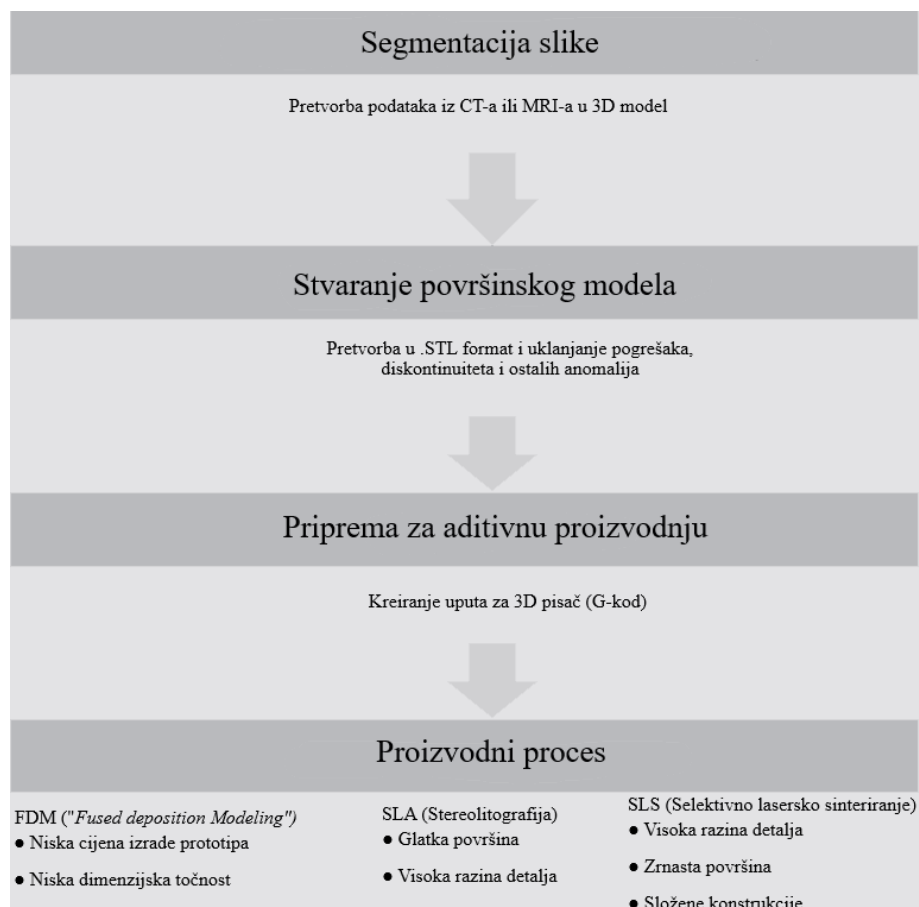 Segmentacija slike
Pretvorba podataka iz CT-a ili MRI-a u 3D model
Stvaranje površinskog modela
Pretvorba u .STL format i uklanjanje pogrešaka,
diskontinuiteta i ostalih anomalija
Priprema za aditivnu proizvodnju
Kreiranje uputa za 3D pisač (G-kod)
Proizvodni proces
FDM ("Fused deposition Modeling")
● Niska cijena izrade prototipa
● Niska dimenzijska točnost
SLA (Stereolitografija)
● Glatka površina
● Visoka razina detalja
SLS (Selektivno lasersko sinteriranje)
● Visoka razina detalja
● Zrnasta površina
● Složene konstrukcije